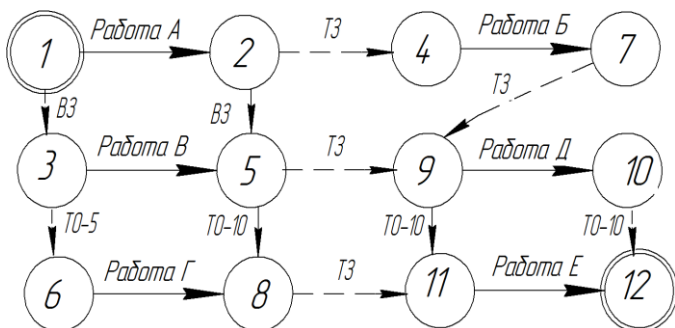 Работа А
ТЗ
Работа Б
1
2
4
7
ВЗ
ВЗ
ТЗ
Работа В
ТЗ
Работа Д
3
5
9
10
ТО-5
ТО-10
ТО-10
ТО-10
Работа Г
ТЗ
Работа Е
6
8
11
12